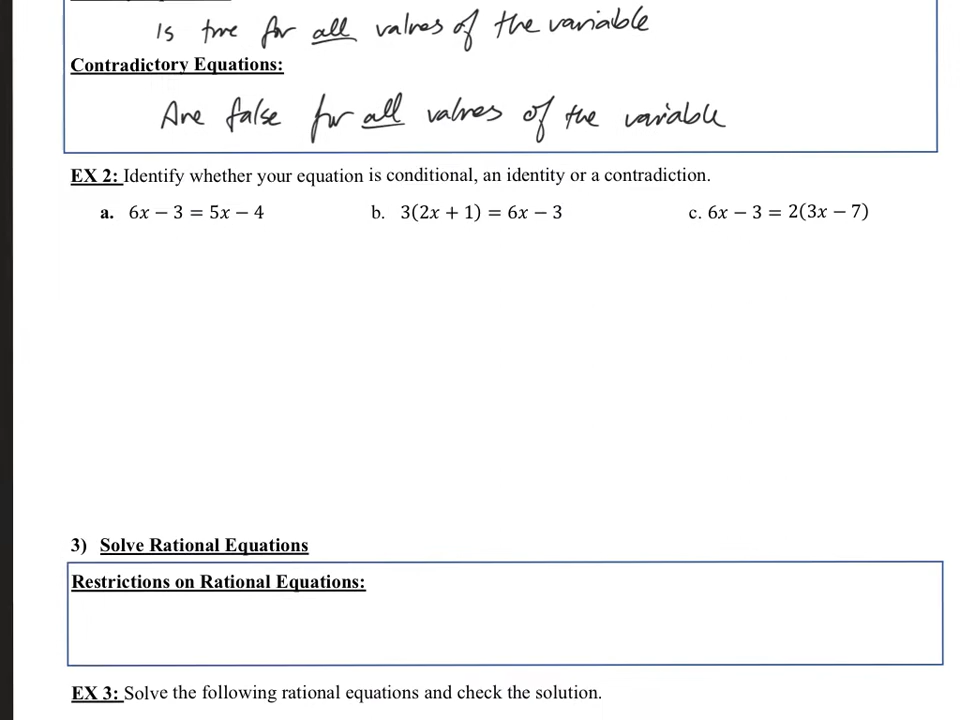 Is true for all values of the variable
Contradictory Equations:
Are false for all values of the variable
EX 2: Identify whether your equation is conditional, an identity or a contradiction.
a. 6x − 3 = 5x − 4 b. 3(2x + 1) = 6x − 3 c. 6x − 3 = 2(3x − 7)
3) Solve Rational Equations
Restrictions on Rational Equations:
EX 3: Solve the following rational equations and check the solution.